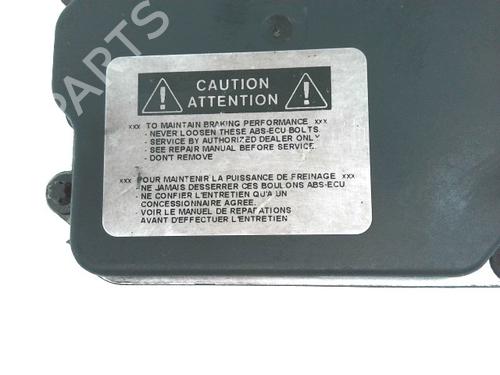 PARTS
CAUTION
ATTENTION
xxx TO MAINTAIN BRAKING PERFORMANCE xxx
- NEVER LOOSEN THESE ABS-ECU BOLTS.
- SERVICE BY AUTHORIZED DEALER ONLY
- SEE REPAIR MANUAL BEFORE SERVICE.
- DON'T REMOVE
xxx POUR MAINTENIR LA PUISSANCE DE FREINAGE xxx
- NE JAMAIS DESSERRER CES BOULONS ABS-ECU
- NE CONFIER L'ENTRETIEN QU'A UN
CONCESSIONNAIRE AGREE.
- VOIR LE MANUEL DE REPARATIONS
AVANT D'EFFECTUER L'ENTRETIEN